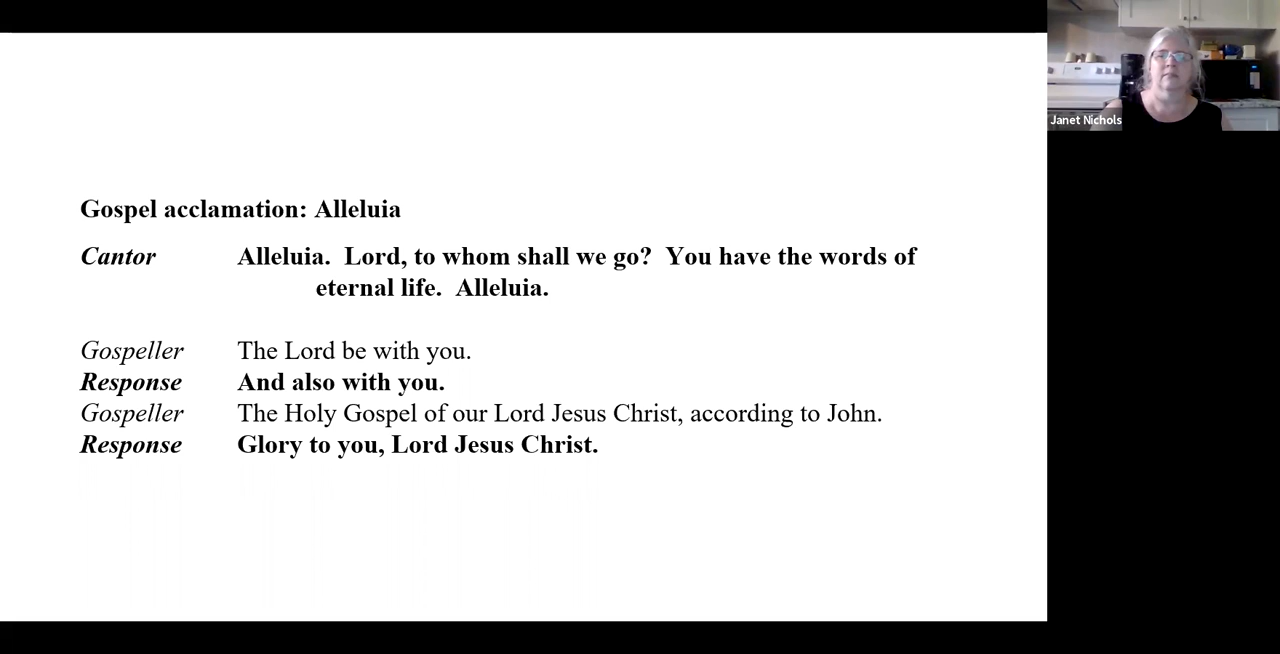 Gospel acclamation: Alleluia
Cantor Alleluia.  Lord, to whom shall we go?  You have the words of
eternal life.  Alleluia.
Gospeller The Lord be with you.
Response And also with you.
Gospeller The Holy Gospel of our Lord Jesus Christ, according to John.
Response Glory to you, Lord Jesus Christ.
Janet Nichols